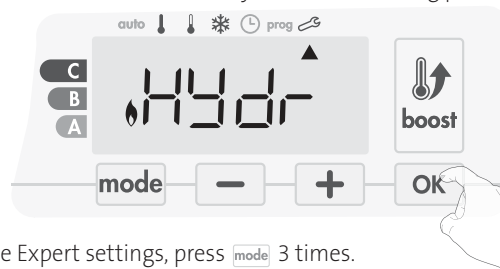 auto prog
C
B
A
Hydr
boost
mode − + OK
e Expert settings, press mode 3 times.